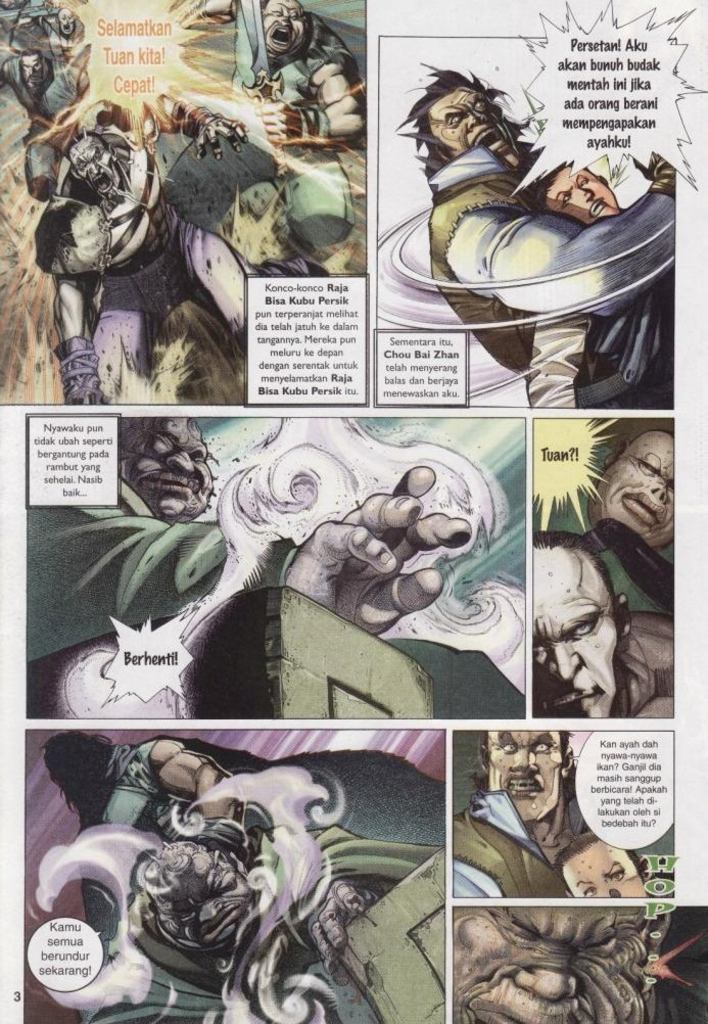 Selamatkan
Tuan kita!
Cepat!
Konco-konco Raja
Bisa Kubu Persik
pun terperanjat melihat
dia telah jatuh ke dalam
tangannya. Mereka pun
meluru ke depan
dengan serentak untuk
menyelamatkan Raja
Bisa Kubu Persik itu.
Persetan! Aku
akan bunuh budak
mentah ini jika
ada orang berani
mempengapakan
ayahku!
Sementara itu,
Chou Bai Zhan
telah menyerang
balas dan berjaya
menewaskan aku.
Nyawaku pun
tidak ubah seperti
bergantung pada
rambut yang
sehelai. Nasib
baik...
Berhenti!
Tuan?!
Kamu
semua
berundur
sekarang!
Kan ayah dah
nyawa-nyawa
ikan? Ganjil dia
masih sanggup
berbicara! Apakah
yang telah di-
lakukan oleh si
bedebah itu?
HOP......
3